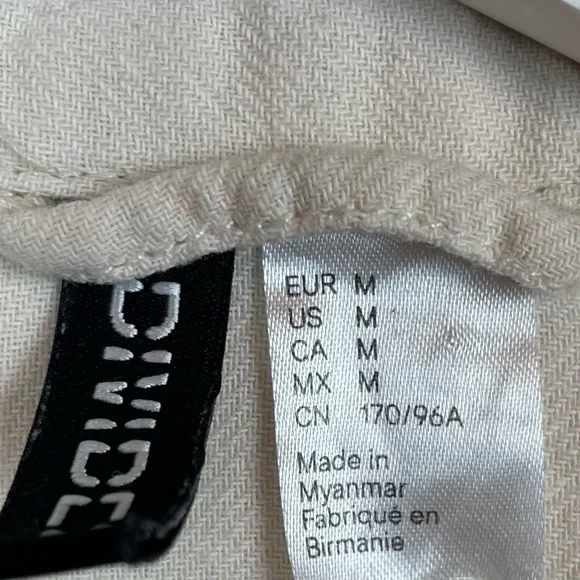 EUR M
US M
CA M
MX M
CN 170/96A
Made in
Myanmar
Fabriqué en
Birmanie